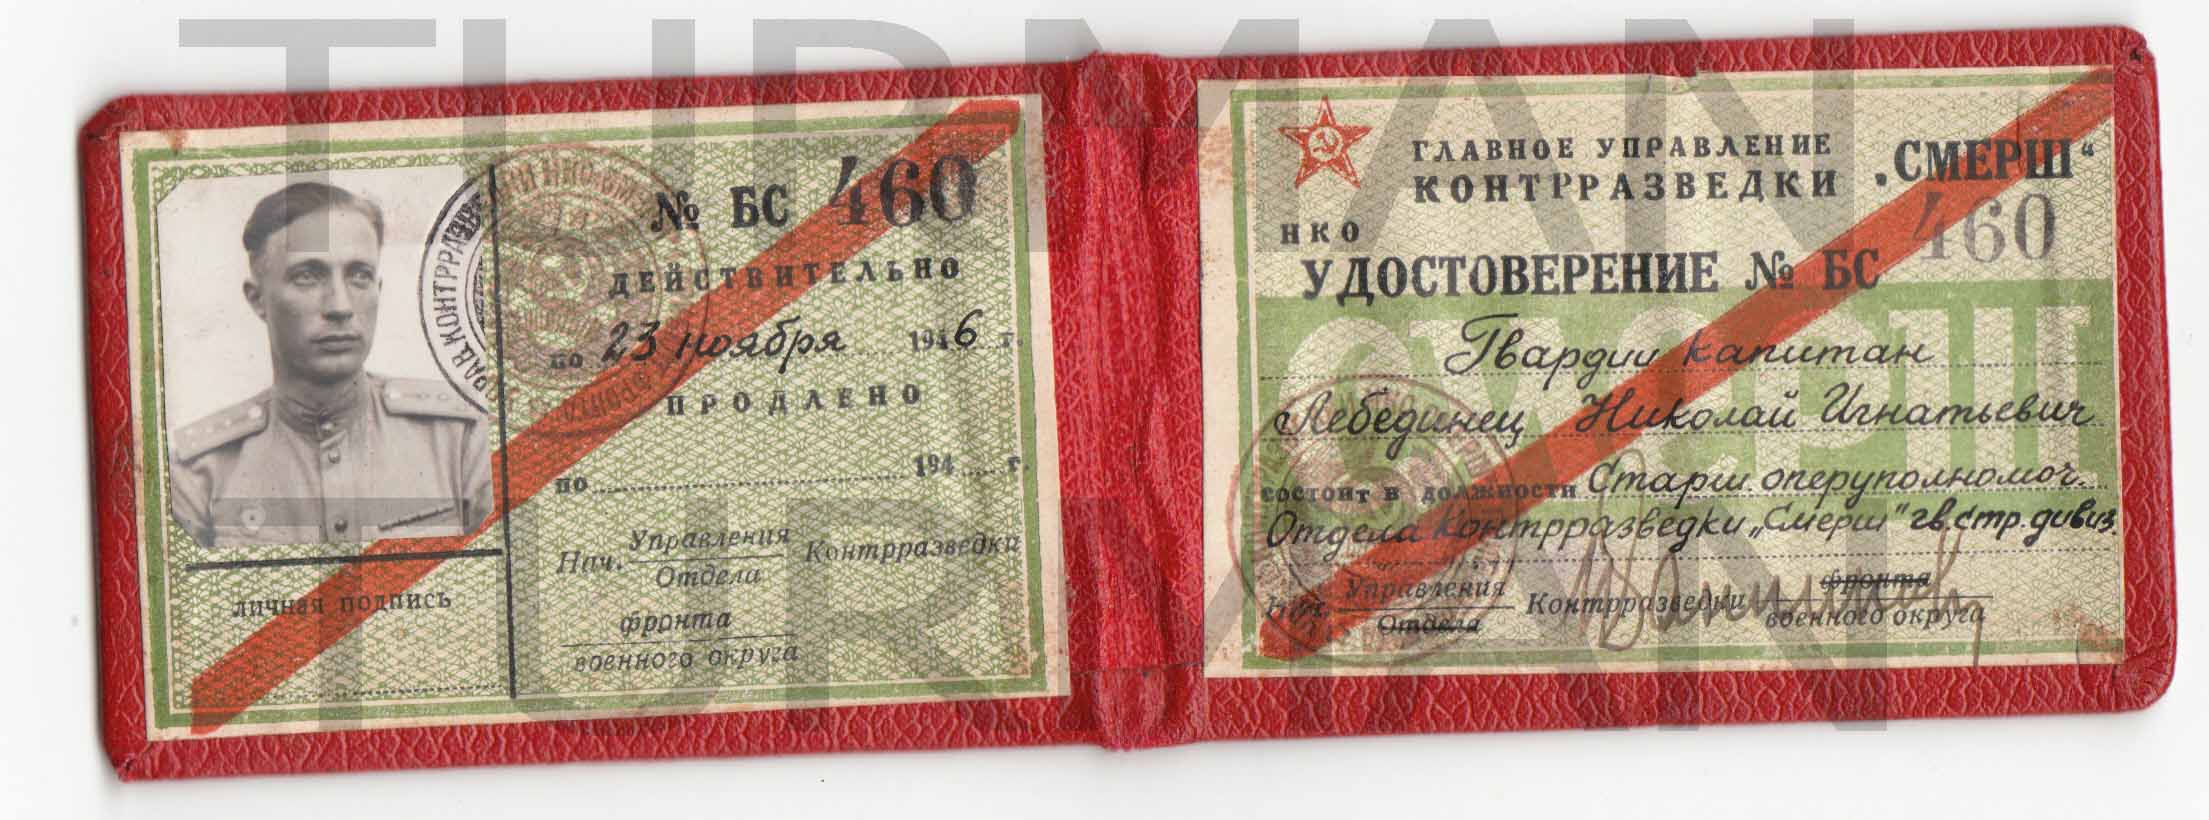 TURMAN
№ БС 460
ДЕЙСТВИТЕЛЬНО
по 23 ноября 1946 г.
ПРОДЛЕНО
по 194 г.
Нач. Управления Контрразведки
Отдела
фронта
военного округа
личная подпись
ГЛАВНОЕ УПРАВЛЕНИЕ
КОНТРРАЗВЕДКИ „СМЕРШ“
НКО
460
УДОСТОВЕРЕНИЕ № БС
СМЕРШ
Гвардии капитан
Лебединец Николай Игнатьевич
состоит в должности Старш. оперуполномоч.
Отдела Контрразведки „Смерш“ гв. стр. дивиз.
Нач. Управления Контрразведки фронта
Отдела военного округа
TURMAN